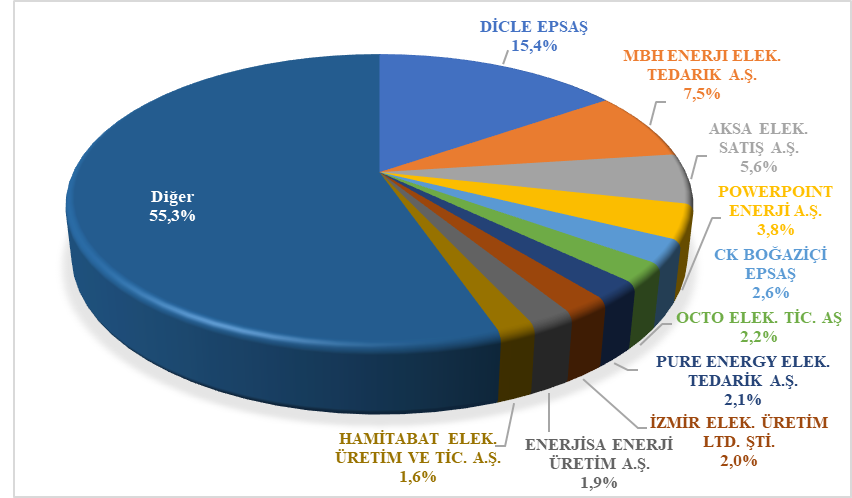 DİCLE EPSAŞ
15,4%
MBH ENERJI ELEK.
TEDARIK A.Ş.
7,5%
AKSA ELEK.
SATIŞ A.Ş.
5,6%
POWERPOINT
ENERJİ A.Ş.
3,8%
CK BOĞAZİÇİ
EPSAŞ
2,6%
OCTO ELEK. TİC. AŞ
2,2%
PURE ENERGY ELEK.
TEDARİK A.Ş.
2,1%
İZMİR ELEK. ÜRETİM
LTD. ŞTİ.
2,0%
ENERJİSA ENERJİ
ÜRETİM A.Ş.
1,9%
HAMİTABAT ELEK.
ÜRETİM VE TİC. A.Ş.
1,6%
Diğer
55,3%